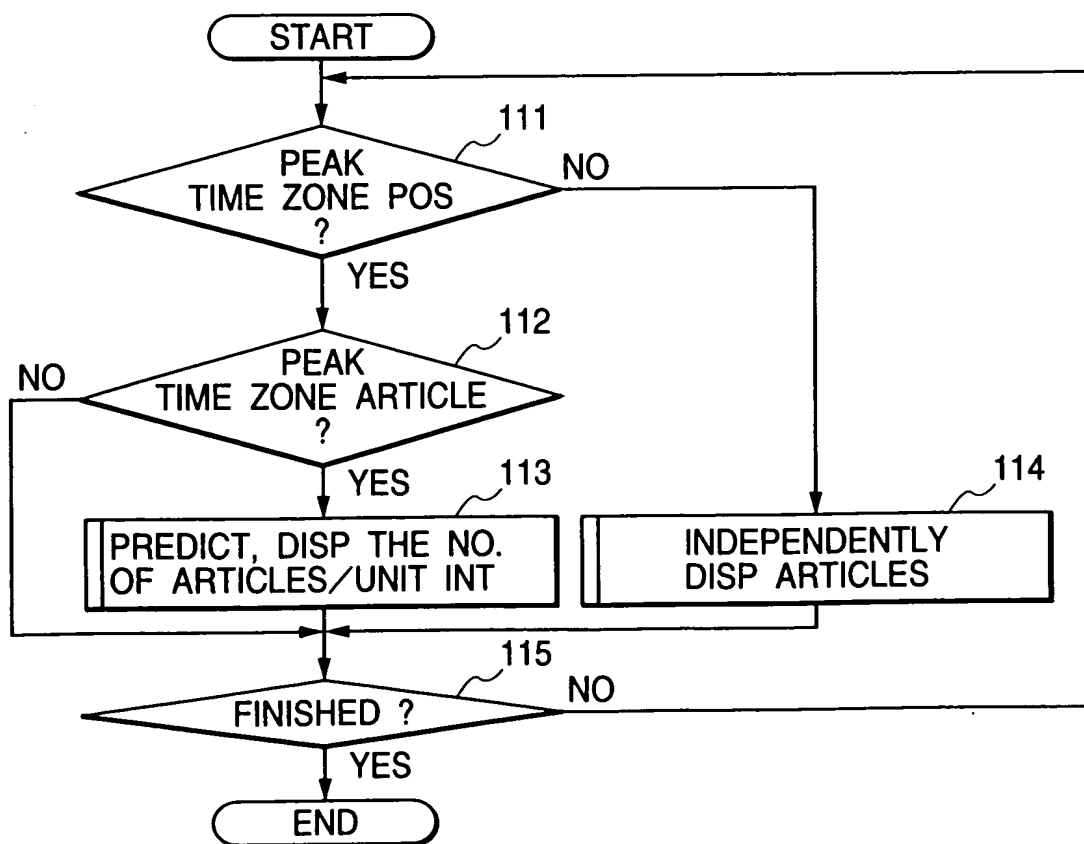 START
111
PEAK
TIME ZONE POS
?
NO
YES
112
PEAK
TIME ZONE ARTICLE
?
NO
YES
113
PREDICT, DISP THE NO.
OF ARTICLES/UNIT INT
114
INDEPENDENTLY
DISP ARTICLES
115
FINISHED ?
NO
YES
END